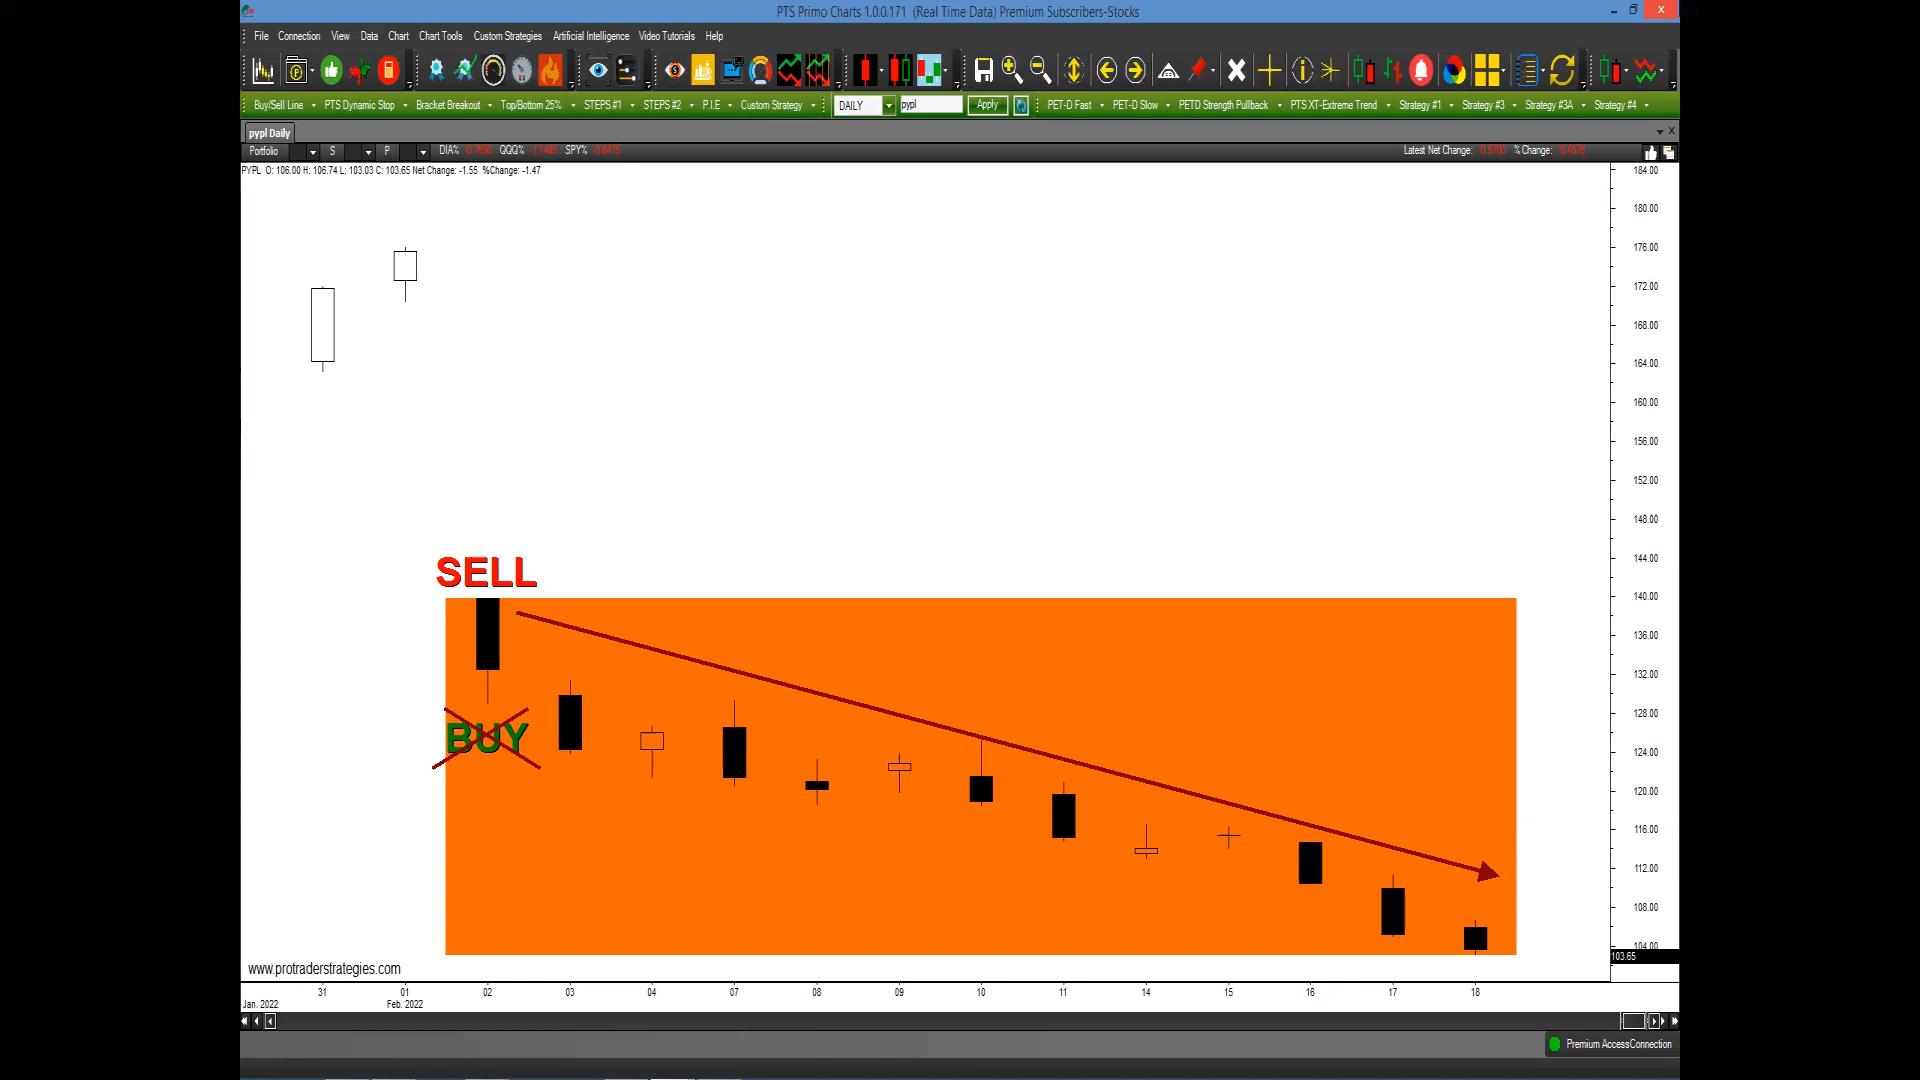 PTS Primo Charts 1.0.0.171 (Real Time Data) Premium Subscribers-Stocks
File Connection View Data Chart Chart Tools Custom Strategies Artificial Intelligence Video Tutorials Help
Buy/Sell Line PTS Dynamic Stop Bracket Breakout Top/Bottom 25% STEPS #1 STEPS #2 P.I.E Custom Strategy DAILY pypl Apply PET-D Fast PET-D Slow PETD Strength Pullback PTS XT-Extreme Trend Strategy #1 Strategy #3 Strategy #3A Strategy #4
pypl Daily
Portfolio S P DIA% QQQ% SPY% Latest Net Change: % Change:
PYPL O: 106.00 H: 106.74 L: 103.03 C: 103.65 Net Change: -1.55 %Change: -1.47
184.00
180.00
176.00
172.00
168.00
164.00
160.00
156.00
152.00
148.00
144.00
SELL
140.00
136.00
132.00
128.00
BUY
124.00
120.00
116.00
112.00
108.00
104.00
103.65
www.protraderstrategies.com
31 01 02 03 04 07 08 09 10 11 14 15 16 17 18
Jan. 2022 Feb. 2022
Premium AccessConnection